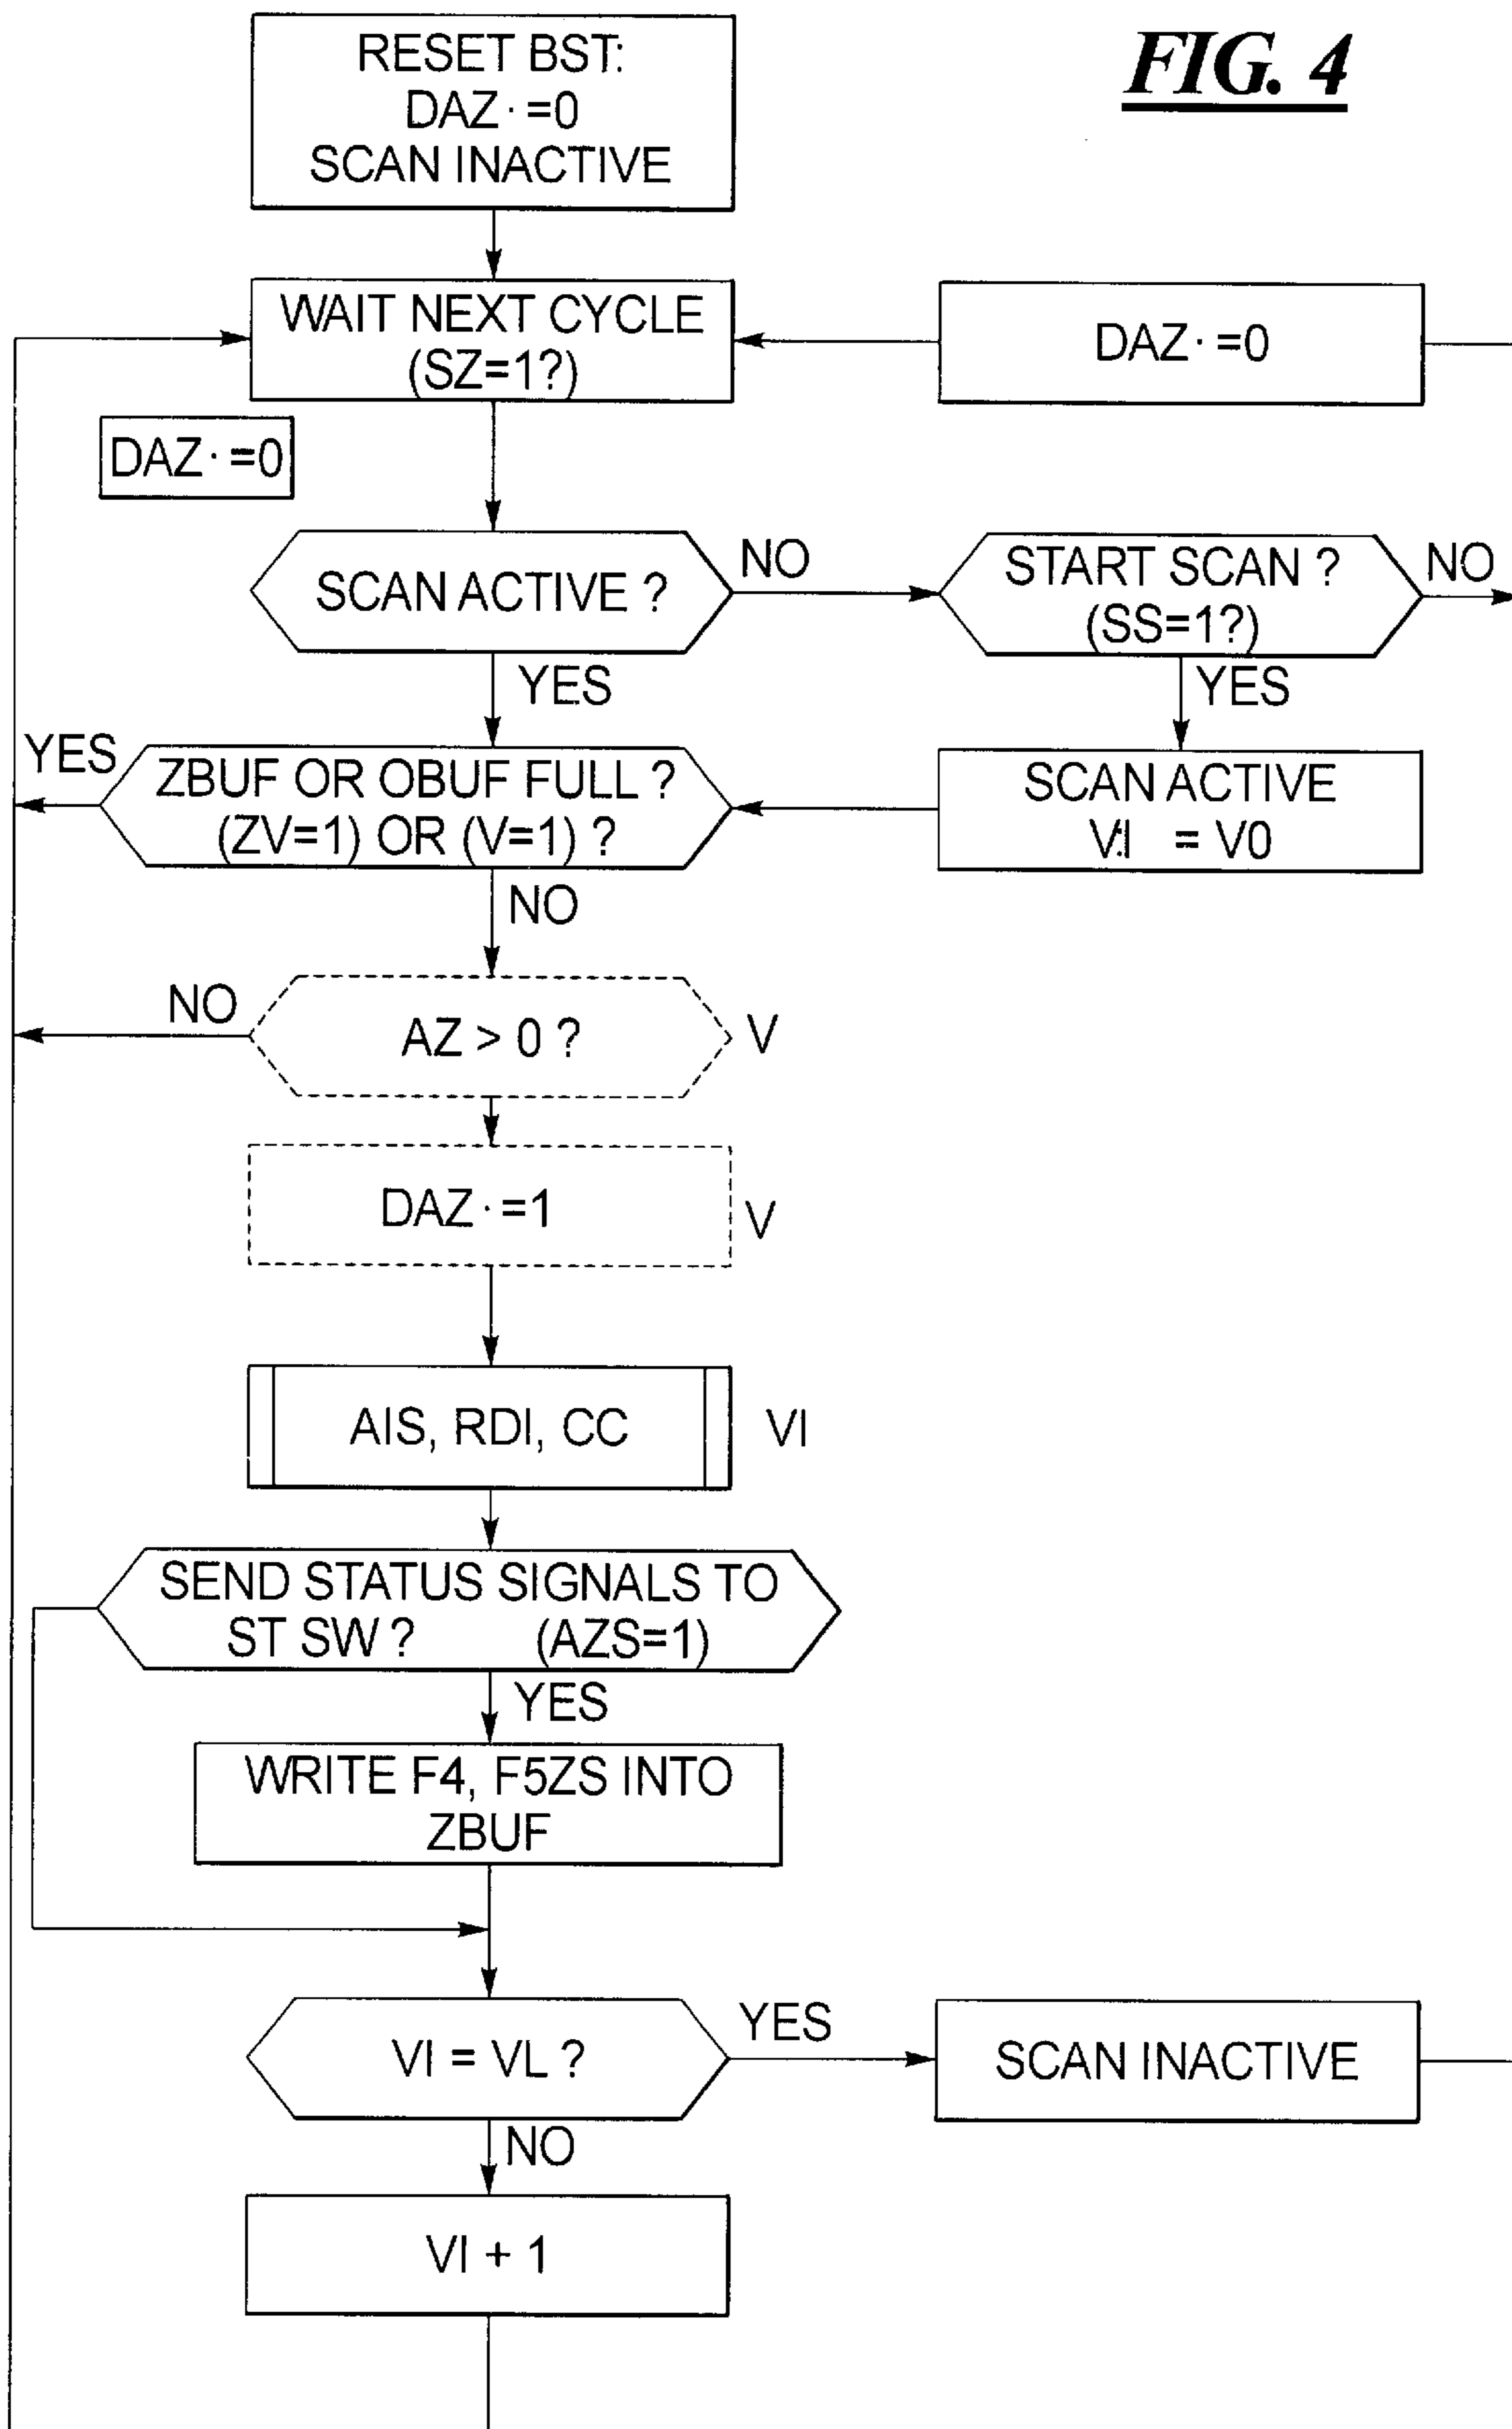 FIG. 4
RESET BST:
DAZ · =0
SCAN INACTIVE
WAIT NEXT CYCLE
(SZ=1?)
DAZ · =0
DAZ · =0
SCAN ACTIVE ?
NO
START SCAN ?
(SS=1?)
NO
YES
YES
YES
ZBUF OR OBUF FULL ?
(ZV=1) OR (V=1) ?
SCAN ACTIVE
V:I = V0
NO
NO
AZ > 0 ?
V
DAZ · =1
V
AIS, RDI, CC
VI
SEND STATUS SIGNALS TO
ST SW ? (AZS=1)
YES
WRITE F4, F5ZS INTO
ZBUF
VI = VL ?
YES
SCAN INACTIVE
NO
VI + 1